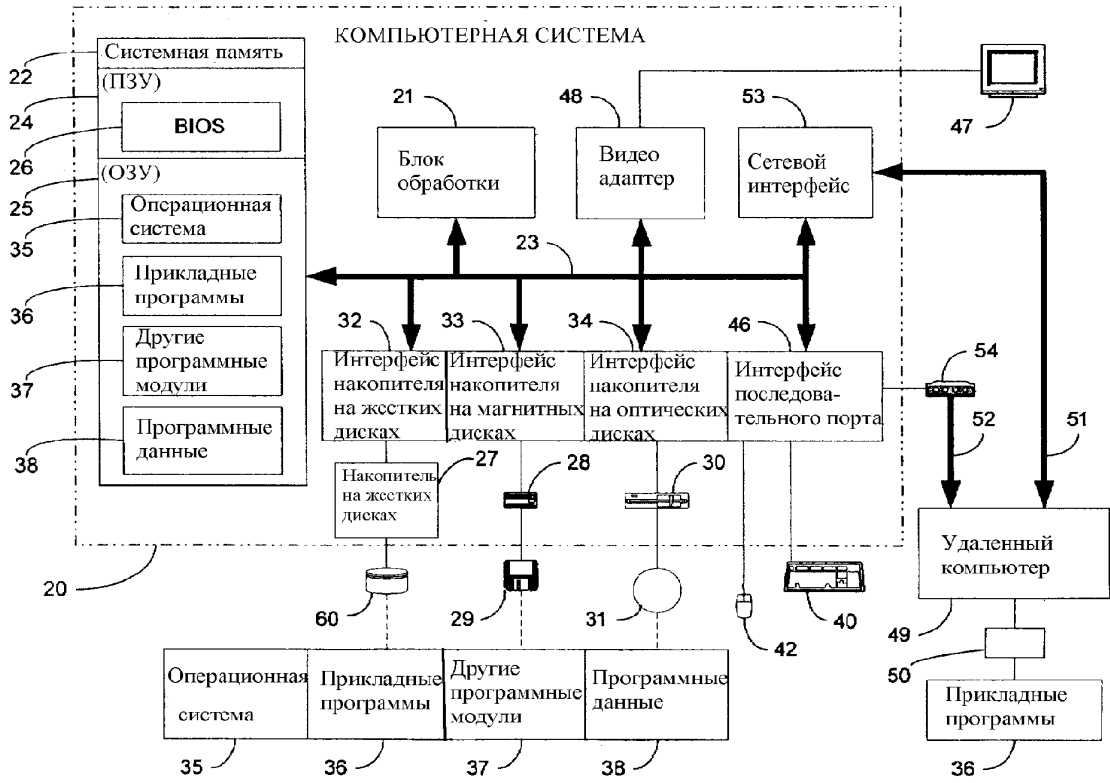 КОМПЬЮТЕРНАЯ СИСТЕМА
22
Системная память
24
(ПЗУ)
26
BIOS
25
(ОЗУ)
35
Операционная
система
36
Прикладные
программы
37
Другие
программные
модули
38
Программные
данные
21
Блок
обработки
48
Видео
адаптер
53
Сетевой
интерфейс
47
23
32
Интерфейс
накопителя
на жестких
дисках
33
Интерфейс
накопителя
на магнитных
дисках
34
Интерфейс
накопителя
на оптических
дисках
46
Интерфейс
последова-
тельного порта
54
52
51
27
Накопитель
на жестких
дисках
28
30
20
60
29
31
42
40
Удаленный
компьютер
49
50
Прикладные
программы
36
Операционная
система
35
Прикладные
программы
36
Другие
программные
модули
37
Программные
данные
38